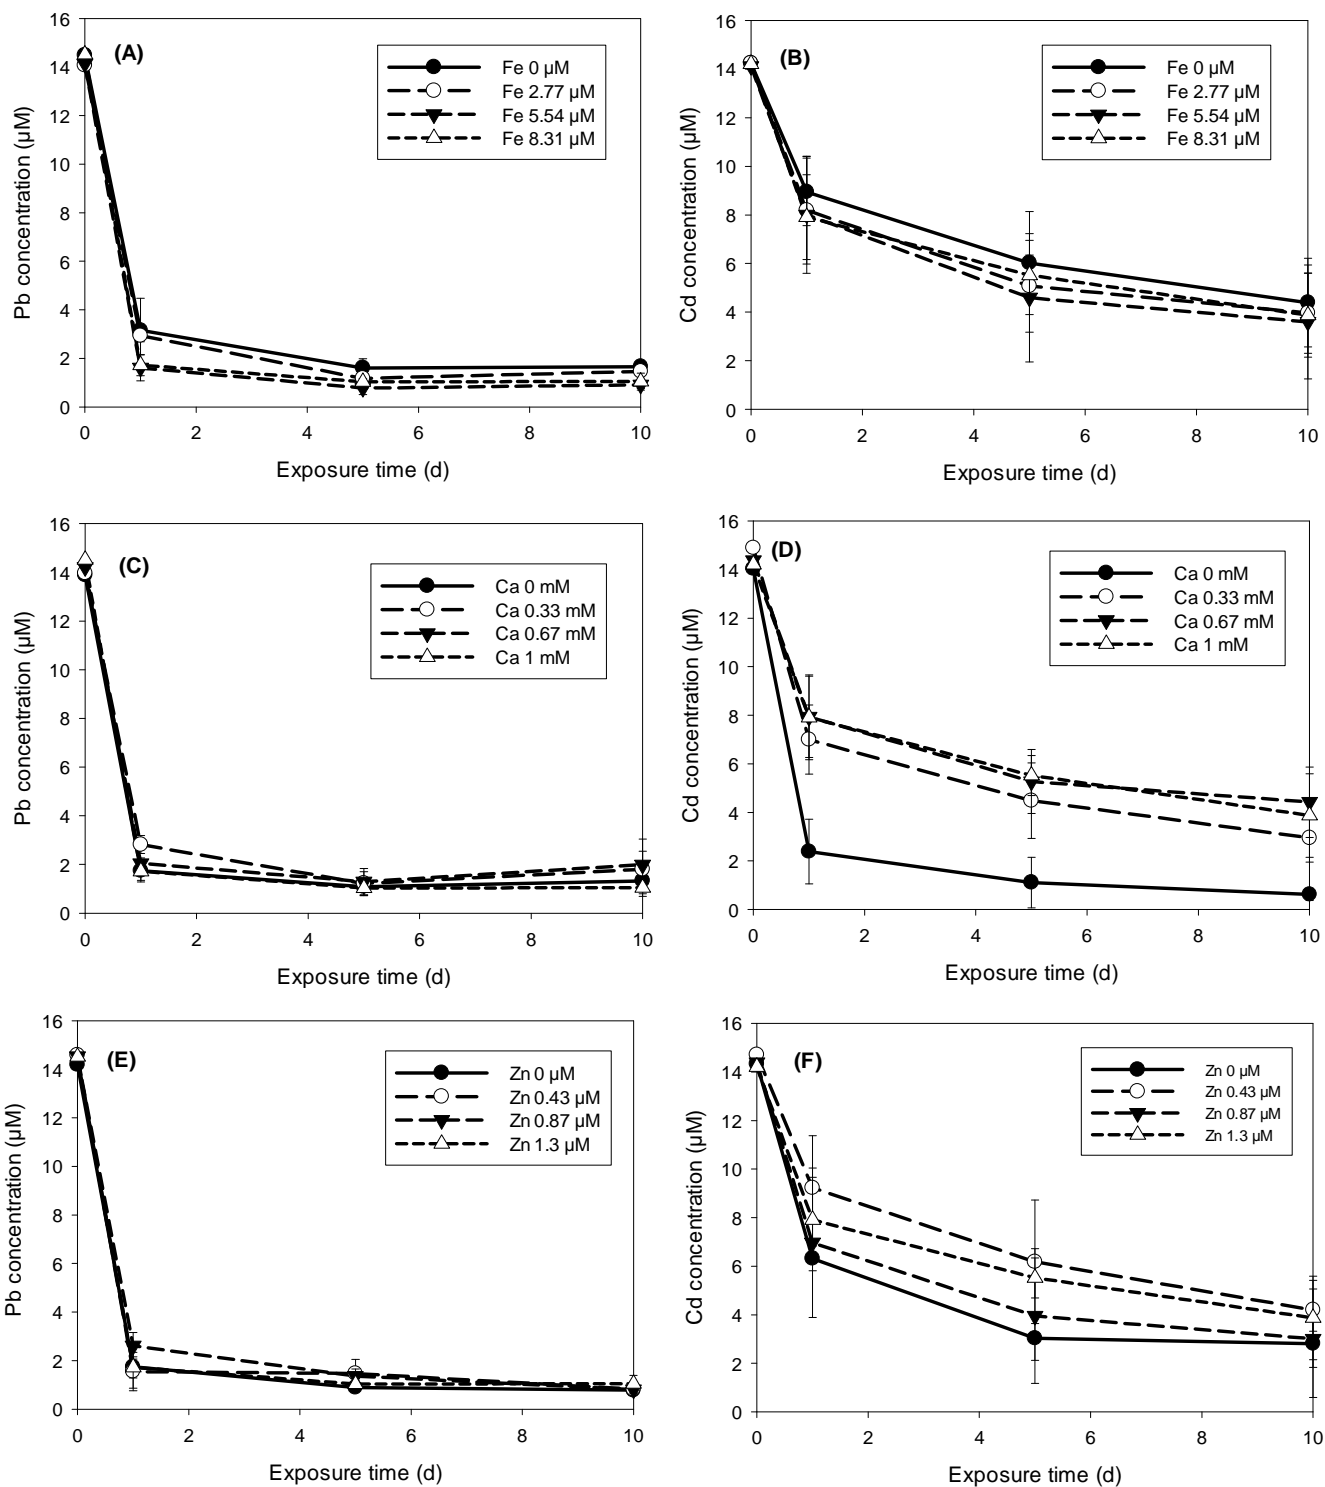 (A)
Fe 0 µM
Fe 2.77 µM
Fe 5.54 µM
Fe 8.31 µM
Pb concentration (µM)
16
14
12
10
8
6
4
2
0
0 2 4 6 8 10
Exposure time (d)
(B)
Fe 0 µM
Fe 2.77 µM
Fe 5.54 µM
Fe 8.31 µM
Cd concentration (µM)
16
14
12
10
8
6
4
2
0
0 2 4 6 8 10
Exposure time (d)
(C)
Ca 0 mM
Ca 0.33 mM
Ca 0.67 mM
Ca 1 mM
Pb concentration (µM)
16
14
12
10
8
6
4
2
0
0 2 4 6 8 10
Exposure time (d)
(D)
Ca 0 mM
Ca 0.33 mM
Ca 0.67 mM
Ca 1 mM
Cd concentration (µM)
16
14
12
10
8
6
4
2
0
0 2 4 6 8 10
Exposure time (d)
(E)
Zn 0 µM
Zn 0.43 µM
Zn 0.87 µM
Zn 1.3 µM
Pb concentration (µM)
16
14
12
10
8
6
4
2
0
0 2 4 6 8 10
Exposure time (d)
(F)
Zn 0 µM
Zn 0.43 µM
Zn 0.87 µM
Zn 1.3 µM
Cd concentration (µM)
16
14
12
10
8
6
4
2
0
0 2 4 6 8 10
Exposure time (d)